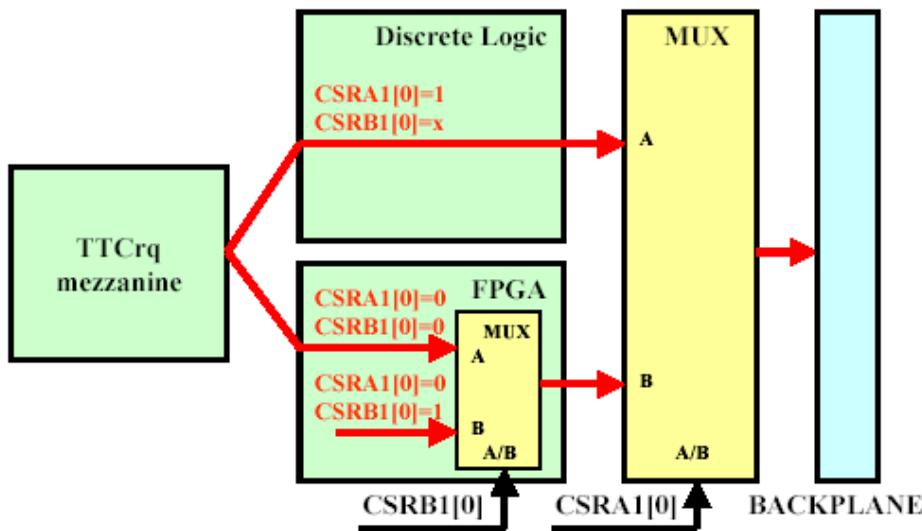 Discrete Logic
MUX
CSRA1[0]=1
CSRB1[0]=x
A
TTCrq
mezzanine
FPGA
CSRA1[0]=0
CSRB1[0]=0
MUX
A
CSRA1[0]=0
CSRB1[0]=1
B
B
A/B
A/B
CSRB1[0]
CSRA1[0]
BACKPLANE